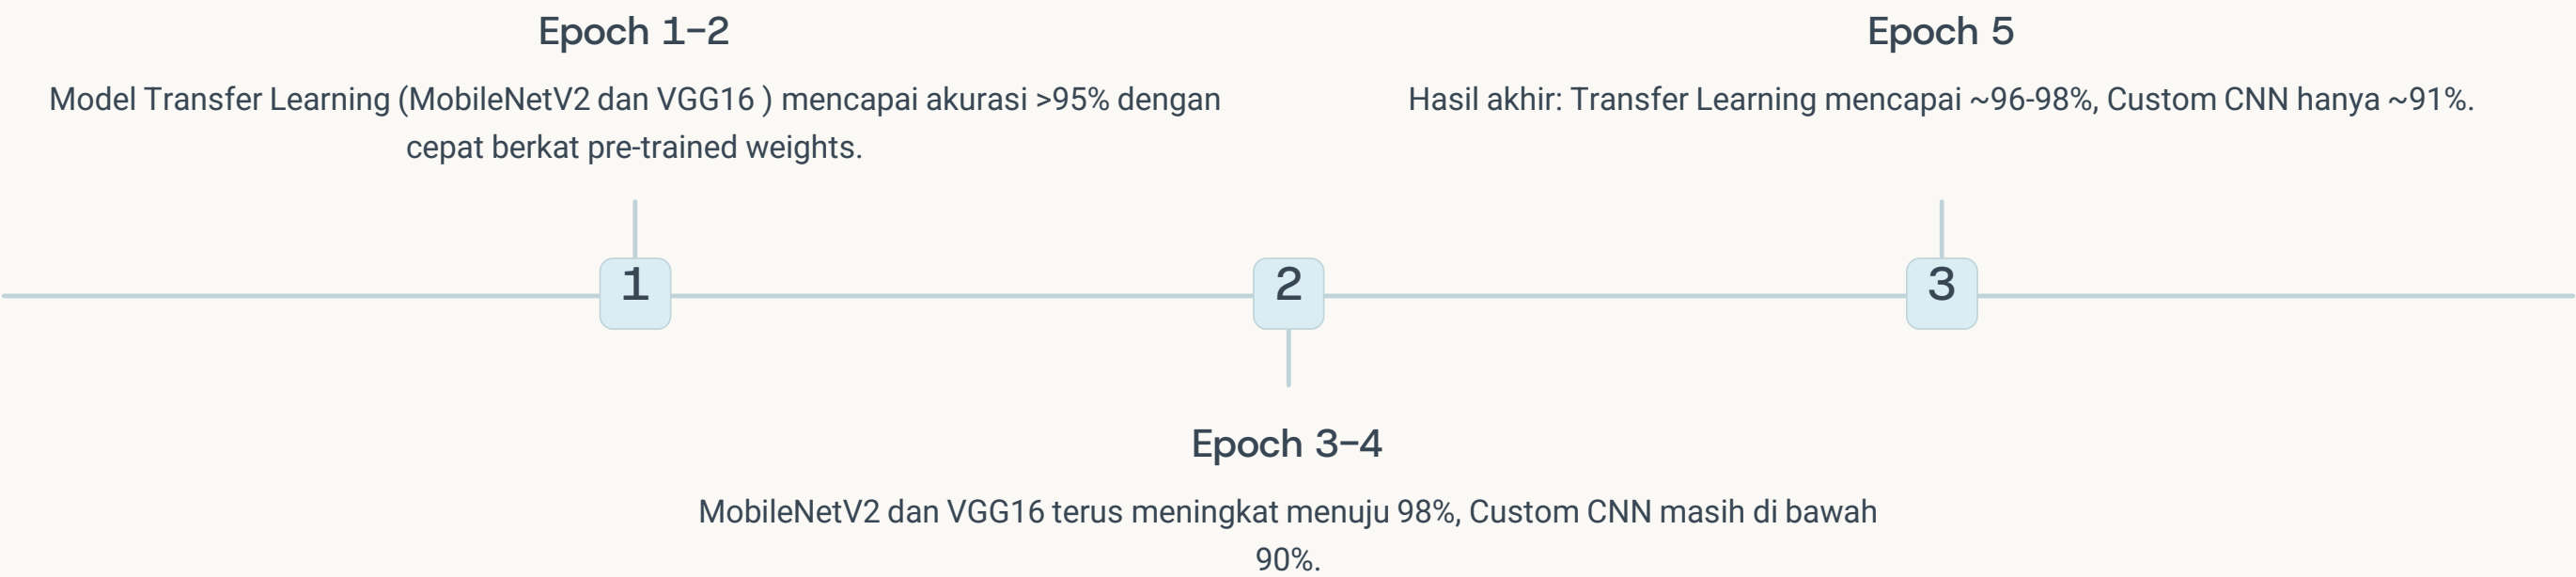 Epoch 1–2
Model Transfer Learning (MobileNetV2 dan VGG16 ) mencapai akurasi >95% dengan
cepat berkat pre-trained weights.
1
2
Epoch 3–4
MobileNetV2 dan VGG16 terus meningkat menuju 98%, Custom CNN masih di bawah
90%.
Epoch 5
Hasil akhir: Transfer Learning mencapai ~96-98%, Custom CNN hanya ~91%.
3